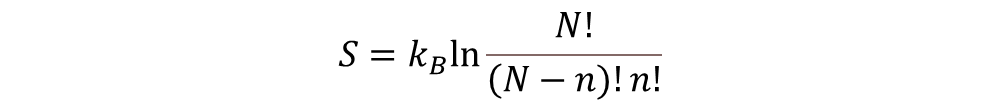 S = k_B ln N! / (N − n)! n!